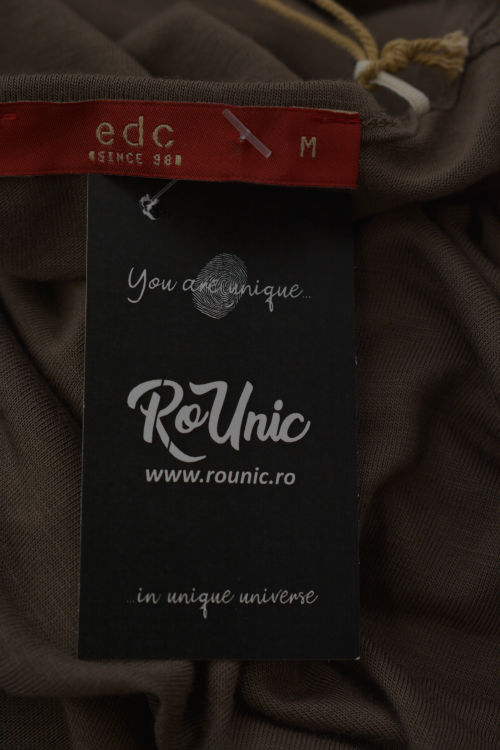 edc
M
SINCE 98
You are unique...
RoUnic
www.rounic.ro
...in unique universe